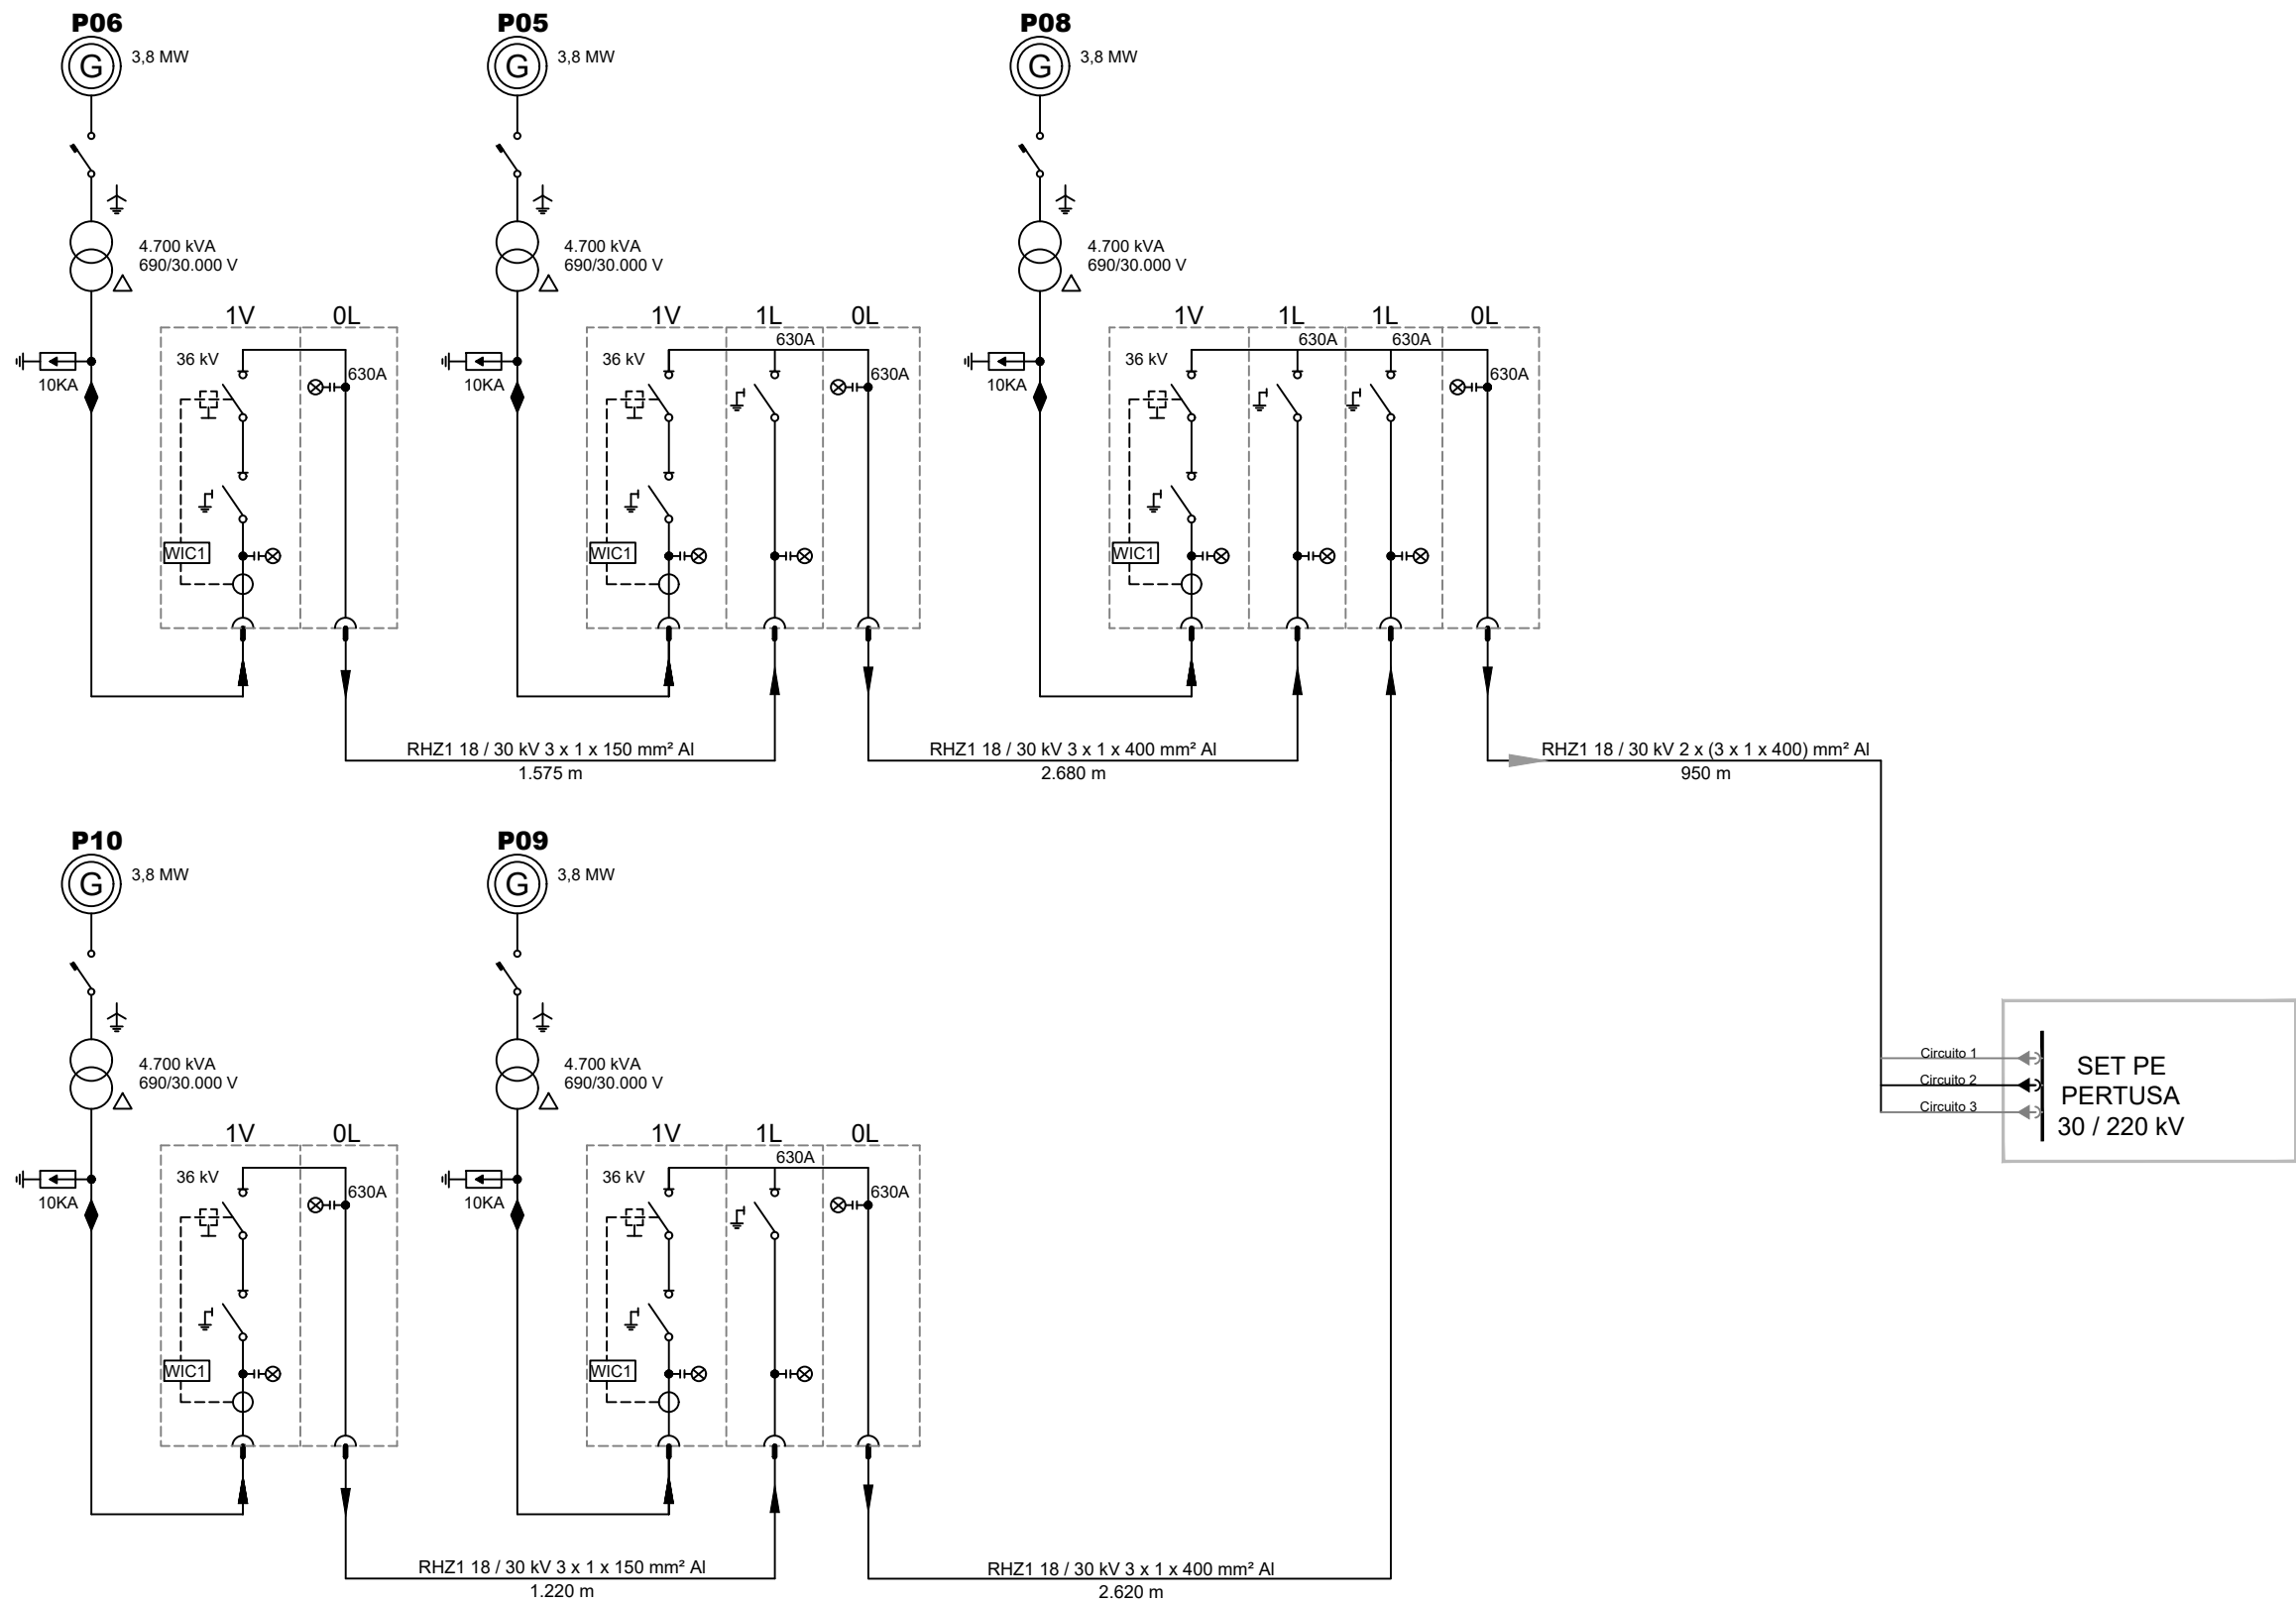 P06
G
3,8 MW
4.700 kVA
690/30.000 V
10KA
1V
0L
36 kV
630A
WIC1
P05
G
3,8 MW
4.700 kVA
690/30.000 V
10KA
1V
1L
0L
630A
36 kV
630A
WIC1
P08
G
3,8 MW
4.700 kVA
690/30.000 V
10KA
1V
1L
1L
0L
630A
630A
36 kV
630A
WIC1
RHZ1 18 / 30 kV 3 x 1 x 150 mm² Al
1.575 m
RHZ1 18 / 30 kV 3 x 1 x 400 mm² Al
2.680 m
RHZ1 18 / 30 kV 2 x (3 x 1 x 400) mm² Al
950 m
P10
G
3,8 MW
4.700 kVA
690/30.000 V
10KA
1V
0L
36 kV
630A
WIC1
P09
G
3,8 MW
4.700 kVA
690/30.000 V
10KA
1V
1L
0L
630A
36 kV
630A
WIC1
Circuito 1
Circuito 2
Circuito 3
SET PE
PERTUSA
30 / 220 kV
RHZ1 18 / 30 kV 3 x 1 x 150 mm² Al
1.220 m
RHZ1 18 / 30 kV 3 x 1 x 400 mm² Al
2.620 m